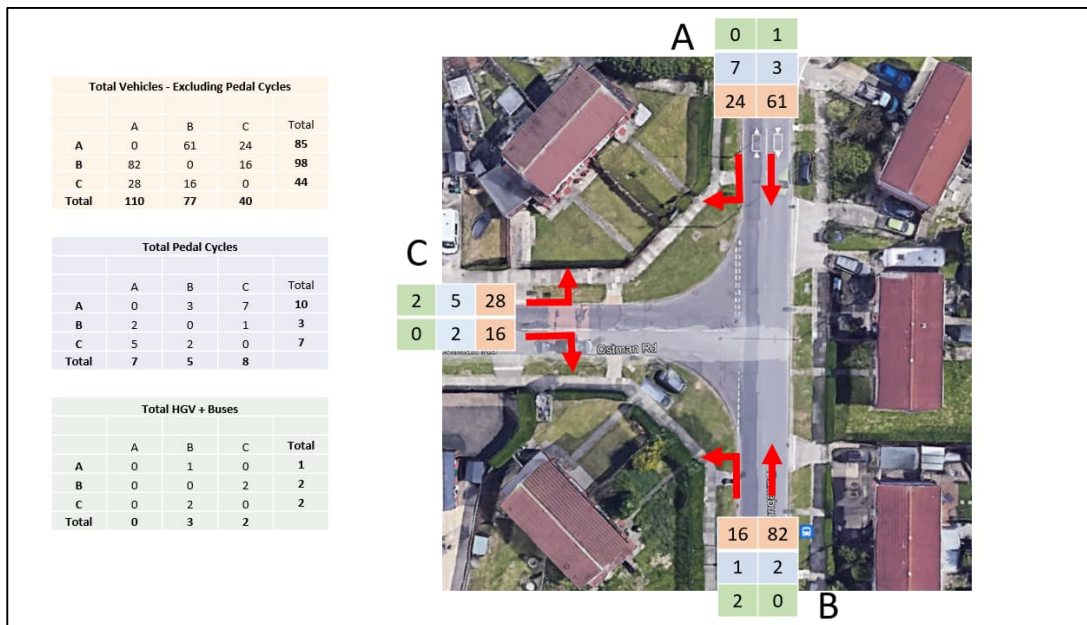 Total Vehicles - Excluding Pedal Cycles
A B C Total
A 0 61 24 85
B 82 0 16 98
C 28 16 0 44
Total 110 77 40
Total Pedal Cycles
A B C Total
A 0 3 7 10
B 2 0 1 3
C 5 2 0 7
Total 7 5 8
Total HGV + Buses
A B C Total
A 0 1 0 1
B 0 0 2 2
C 0 2 0 2
Total 0 3 2
A
0 1
7 3
24 61
C
2 5 28
0 2 16
Ostman Rd
16 82
1 2
2 0
B